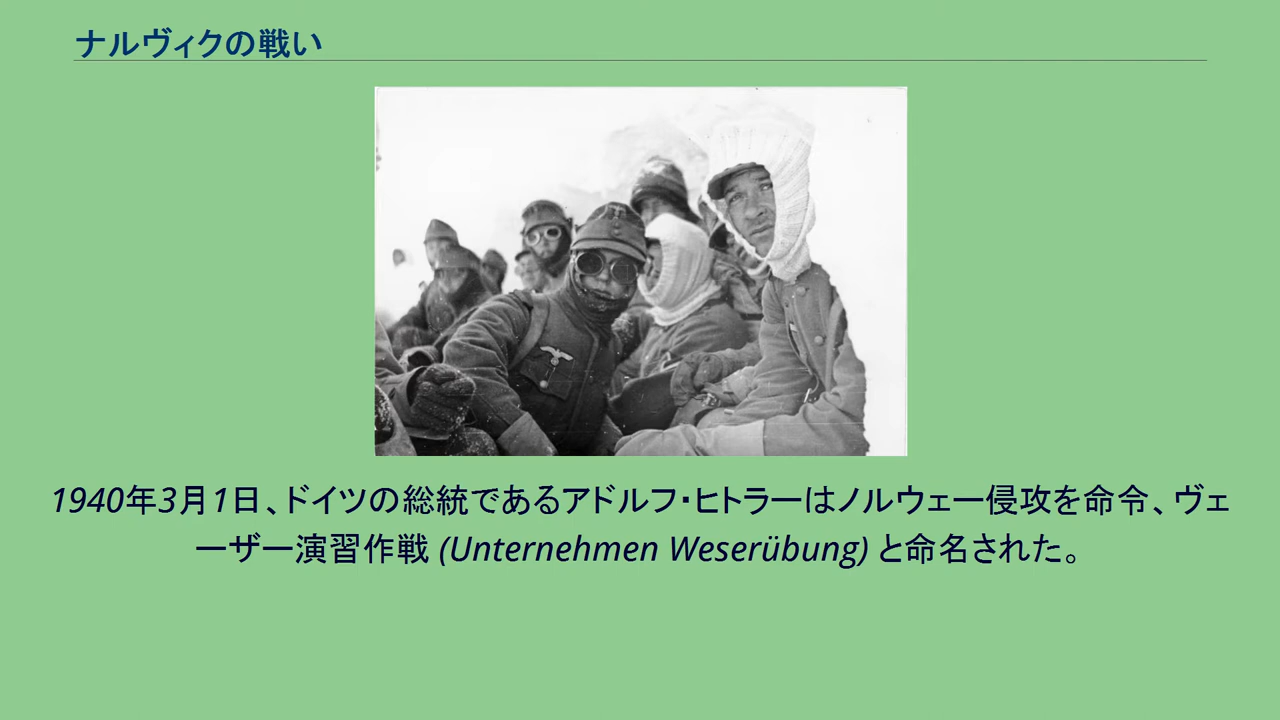 ナルヴィクの戦い
1940年3月1日、ドイツの総統であるアドルフ・ヒトラーはノルウェー侵攻を命令、ヴェ
ーザー演習作戦 (Unternehmen Weserübung) と命名された。